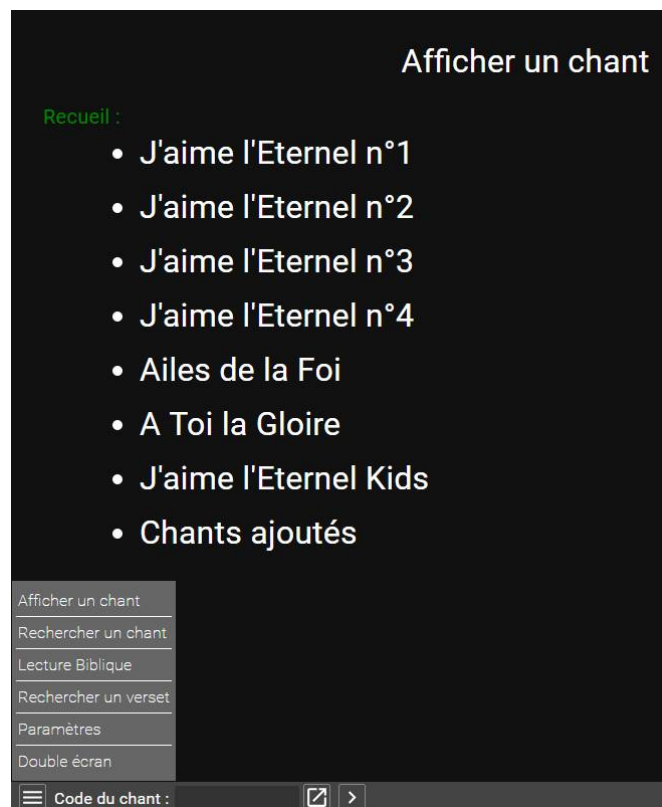 Afficher un chant
Recueil :
J'aime l'Eternel n°1
J'aime l'Eternel n°2
J'aime l'Eternel n°3
J'aime l'Eternel n°4
Ailes de la Foi
A Toi la Gloire
J'aime l'Eternel Kids
Chants ajoutés
Afficher un chant
Rechercher un chant
Lecture Biblique
Rechercher un verset
Paramètres
Double écran
Code du chant :